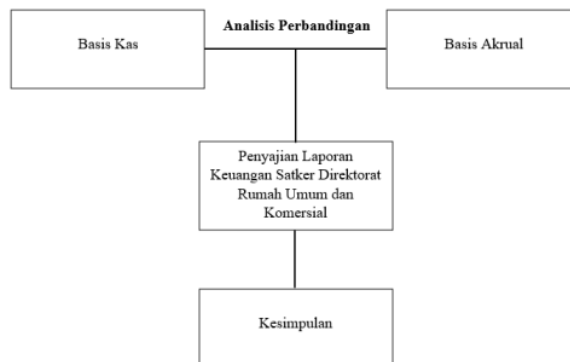 Analisis Perbandingan
Basis Kas
Basis Akrual
Penyajian Laporan
Keuangan Satker Direktorat
Rumah Umum dan
Komersial
Kesimpulan